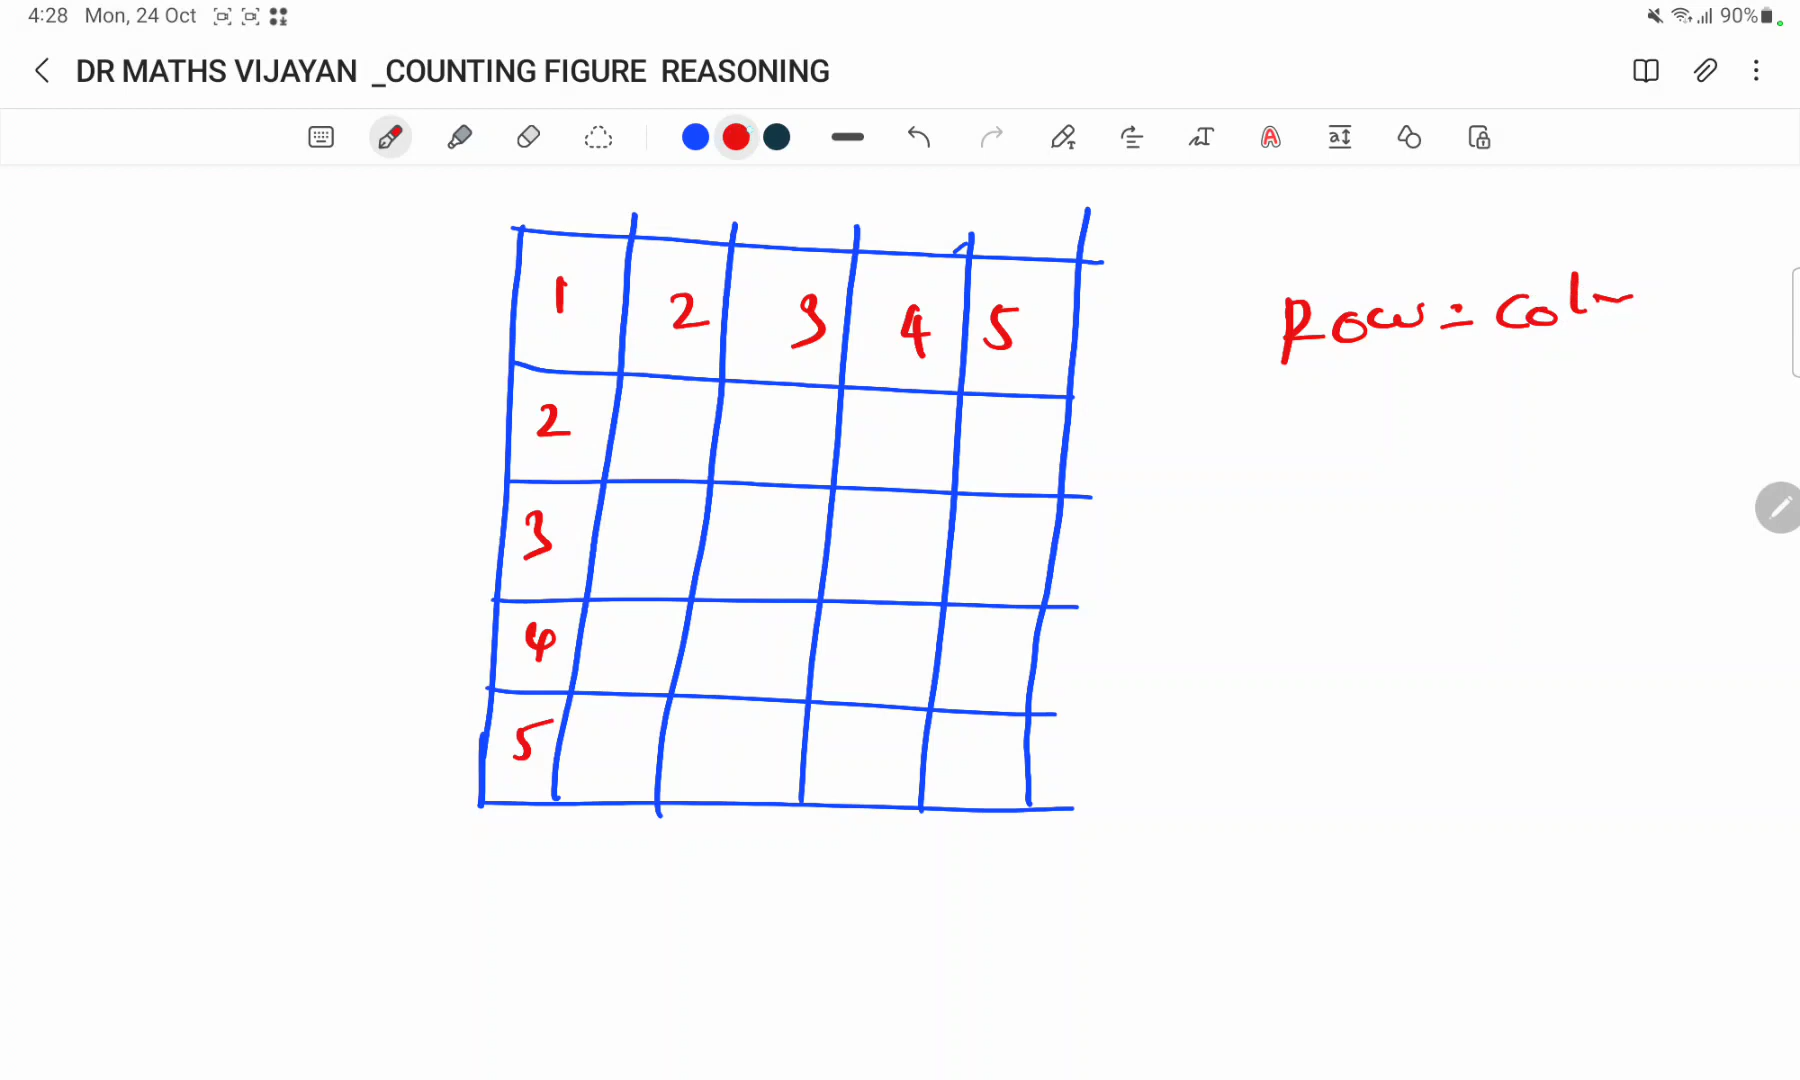 4:28 Mon, 24 Oct 90%
DR MATHS VIJAYAN _COUNTING FIGURE REASONING
1 2 3 4 5
2
3
4
5
Row = Col